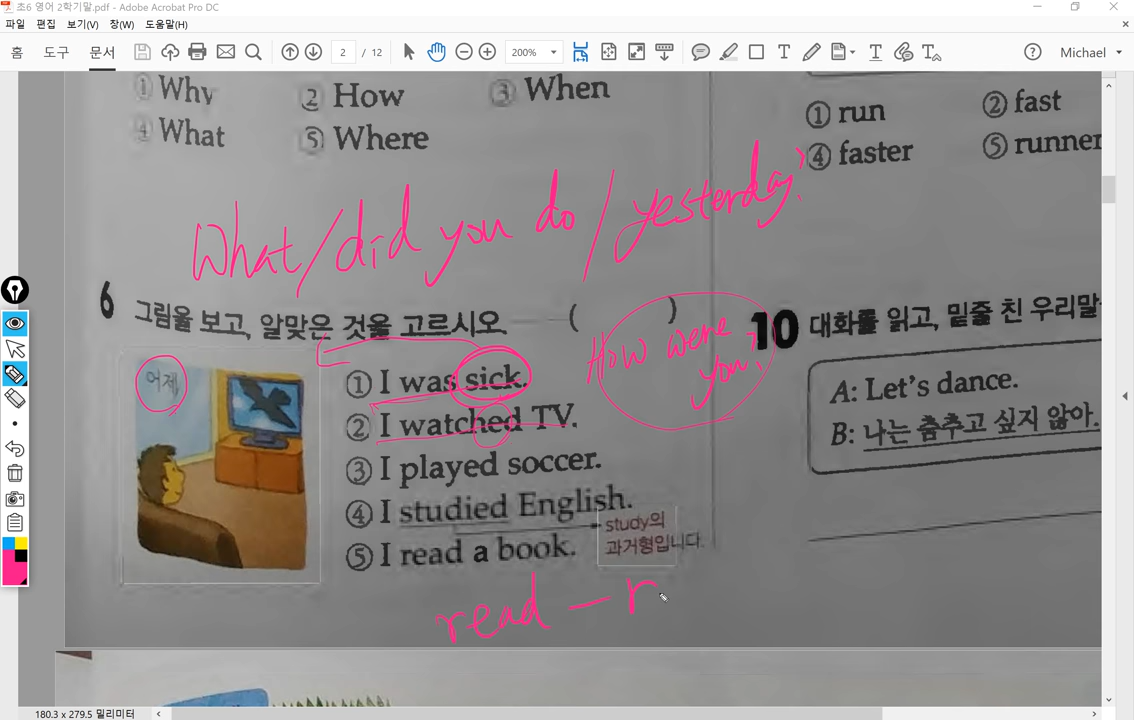 초6 영어 2학기말.pdf - Adobe Acrobat Pro DC
파일 편집 보기(V) 창(W) 도움말(H)
홈 도구 문서 2 / 12 200% Michael
① Why ② How ③ When
④ What ⑤ Where
① run ② fast
④ faster ⑤ runner
What/did you do/yesterday?
6 그림을 보고, 알맞은 것을 고르시오. ( )
How were you?
어제
① I was sick.
② I watched TV.
③ I played soccer.
④ I studied English.
study의
과거형입니다.
⑤ I read a book.
read - r
10 대화를 읽고, 밑줄 친 우리말
A: Let's dance.
B: 나는 춤추고 싶지 않아.
180.3 x 279.5 밀리미터